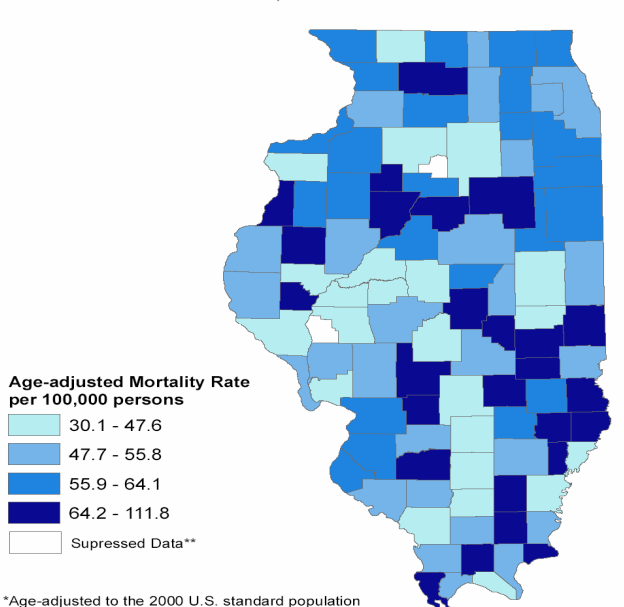 Age-adjusted Mortality Rate
per 100,000 persons
30.1 - 47.6
47.7 - 55.8
55.9 - 64.1
64.2 - 111.8
Supressed Data**
*Age-adjusted to the 2000 U.S. standard population